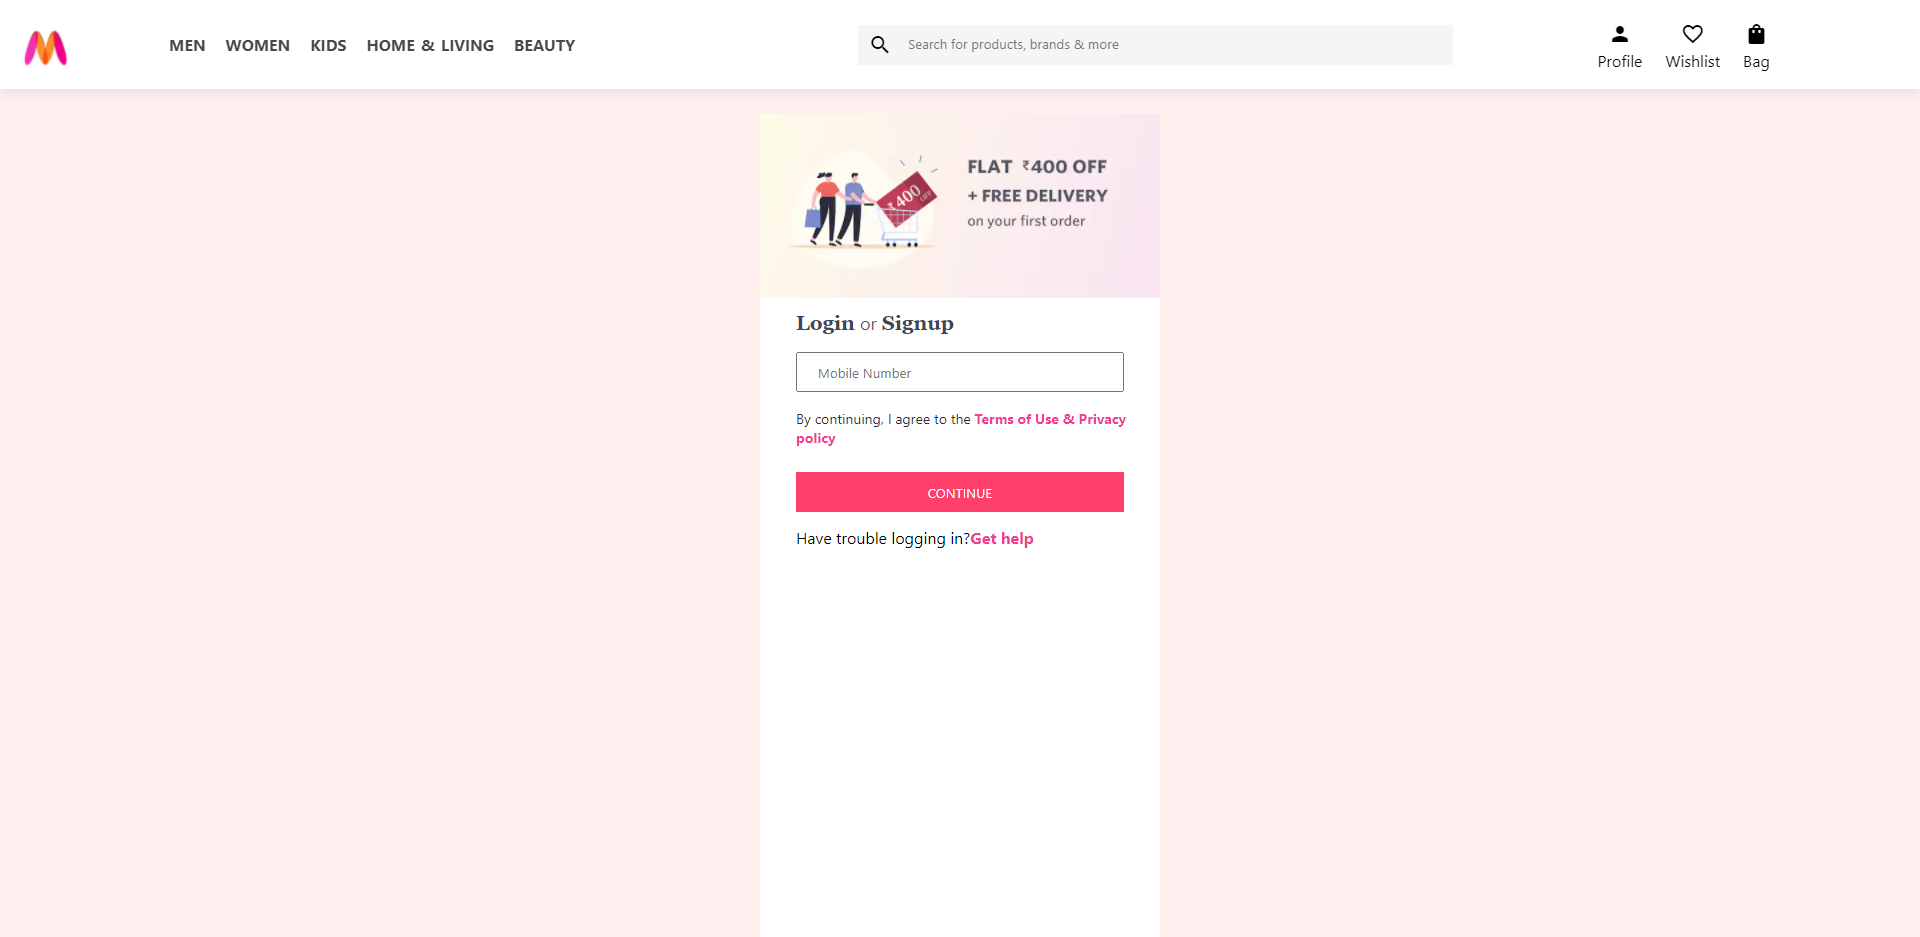 MEN WOMEN KIDS HOME & LIVING BEAUTY
Search for products, brands & more
Profile Wishlist Bag
FLAT ₹400 OFF
+ FREE DELIVERY
on your first order
₹400 OFF
Login or Signup
Mobile Number
By continuing, I agree to the Terms of Use & Privacy
policy
CONTINUE
Have trouble logging in?Get help